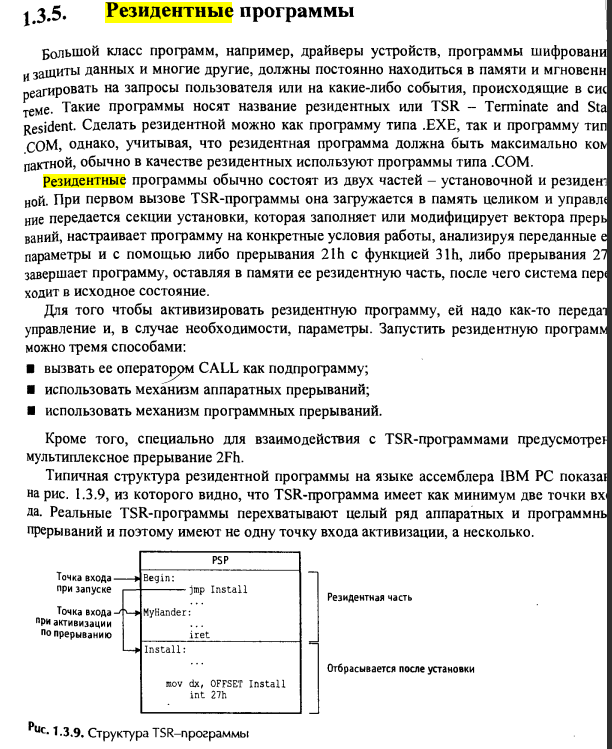 1.3.5. Резидентные программы
Большой класс программ, например, драйверы устройств, программы шифровани
и защиты данных и многие другие, должны постоянно находиться в памяти и мгновенн
реагировать на запросы пользователя или на какие-либо события, происходящие в сис
теме. Такие программы носят название резидентных или TSR – Terminate and Sta
Resident. Сделать резидентной можно как программу типа .EXE, так и программу тип
.COM, однако, учитывая, что резидентная программа должна быть максимально ком
пактной, обычно в качестве резидентных используют программы типа .COM.
Резидентные программы обычно состоят из двух частей – установочной и резиден
ной. При первом вызове TSR-программы она загружается в память целиком и управле
ние передается секции установки, которая заполняет или модифицирует вектора преры
ваний, настраивает программу на конкретные условия работы, анализируя переданные е
параметры и с помощью либо прерывания 21h с функцией 31h, либо прерывания 27
завершает программу, оставляя в памяти ее резидентную часть, после чего система пере
ходит в исходное состояние.
Для того чтобы активизировать резидентную программу, ей надо как-то передат
управление и, в случае необходимости, параметры. Запустить резидентную программ
можно тремя способами:
■ вызвать ее оператором CALL как подпрограмму;
■ использовать механизм аппаратных прерываний;
■ использовать механизм программных прерываний.
Кроме того, специально для взаимодействия с TSR-программами предусмотрен
мультиплексное прерывание 2Fh.
Типичная структура резидентной программы на языке ассемблера IBM PC показан
на рис. 1.3.9, из которого видно, что TSR-программа имеет как минимум две точки вхо
да. Реальные TSR-программы перехватывают целый ряд аппаратных и программны
прерываний и поэтому имеют не одну точку входа активизации, а несколько.
PSP
Точка входа
при запуске
Begin:
jmp Install
...
Точка входа
при активизации
по прерыванию
MyHander:
...
iret
Резидентная часть
Install:
...
mov dx, OFFSET Install
int 27h
Отбрасывается после установки
Рис. 1.3.9. Структура TSR–программы